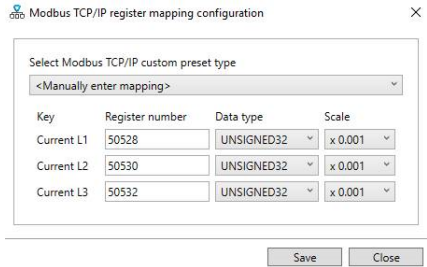 Modbus TCP/IP register mapping configuration
Select Modbus TCP/IP custom preset type
<Manually enter mapping>
Key Register number Data type Scale
Current L1 50528 UNSIGNED32 x 0.001
Current L2 50530 UNSIGNED32 x 0.001
Current L3 50532 UNSIGNED32 x 0.001
Save Close